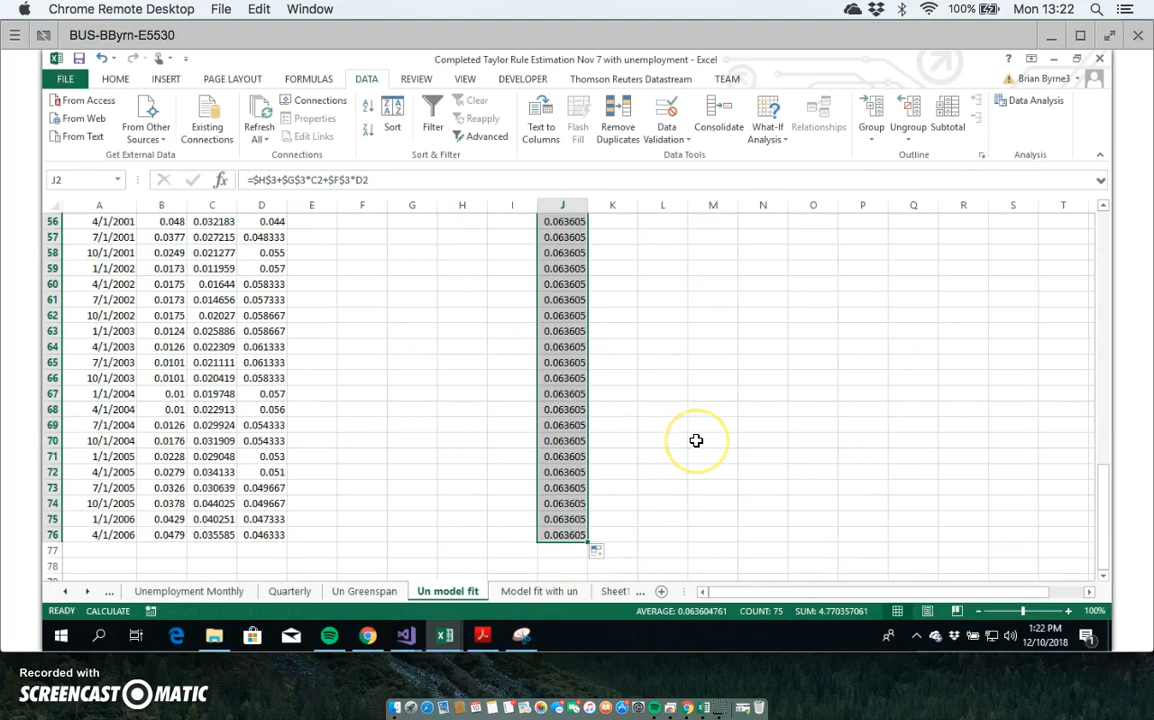 Chrome Remote Desktop File Edit Window 100% Mon 13:22
BUS-BByrn-E5530
Completed Taylor Rule Estimation Nov 7 with unemployment - Excel
FILE HOME INSERT PAGE LAYOUT FORMULAS DATA REVIEW VIEW DEVELOPER Thomson Reuters Datastream TEAM Brian Byrne3
From Access
From Web
From Text
From Other Sources
Existing Connections
Get External Data
Refresh All
Connections
Properties
Edit Links
Connections
Sort
Filter
Clear
Reapply
Advanced
Sort & Filter
Text to Columns
Flash Fill
Remove Duplicates
Data Validation
Consolidate
What-If Analysis
Relationships
Data Tools
Group
Ungroup
Subtotal
Outline
Data Analysis
Analysis
J2 fx =$H$3+$G$3*C2+$F$3*D2
A B C D E F G H I J K L M N O P Q R S T
56 4/1/2001 0.048 0.032183 0.044 0.063605
57 7/1/2001 0.0377 0.027215 0.048333 0.063605
58 10/1/2001 0.0249 0.021277 0.055 0.063605
59 1/1/2002 0.0173 0.011959 0.057 0.063605
60 4/1/2002 0.0175 0.01644 0.058333 0.063605
61 7/1/2002 0.0173 0.014656 0.057333 0.063605
62 10/1/2002 0.0175 0.02027 0.058667 0.063605
63 1/1/2003 0.0124 0.025886 0.058667 0.063605
64 4/1/2003 0.0126 0.022309 0.061333 0.063605
65 7/1/2003 0.0101 0.021111 0.061333 0.063605
66 10/1/2003 0.0101 0.020419 0.058333 0.063605
67 1/1/2004 0.01 0.019748 0.057 0.063605
68 4/1/2004 0.01 0.022913 0.056 0.063605
69 7/1/2004 0.0126 0.029924 0.054333 0.063605
70 10/1/2004 0.0176 0.031909 0.054333 0.063605
71 1/1/2005 0.0228 0.029048 0.053 0.063605
72 4/1/2005 0.0279 0.034133 0.051 0.063605
73 7/1/2005 0.0326 0.030639 0.049667 0.063605
74 10/1/2005 0.0378 0.044025 0.049667 0.063605
75 1/1/2006 0.0429 0.040251 0.047333 0.063605
76 4/1/2006 0.0479 0.035585 0.046333 0.063605
77
78
... Unemployment Monthly Quarterly Un Greenspan Un model fit Model fit with un Sheet1 ...
READY CALCULATE AVERAGE: 0.063604761 COUNT: 75 SUM: 4.770357061 100%
1:22 PM
12/10/2018
Recorded with
SCREENCAST-O-MATIC